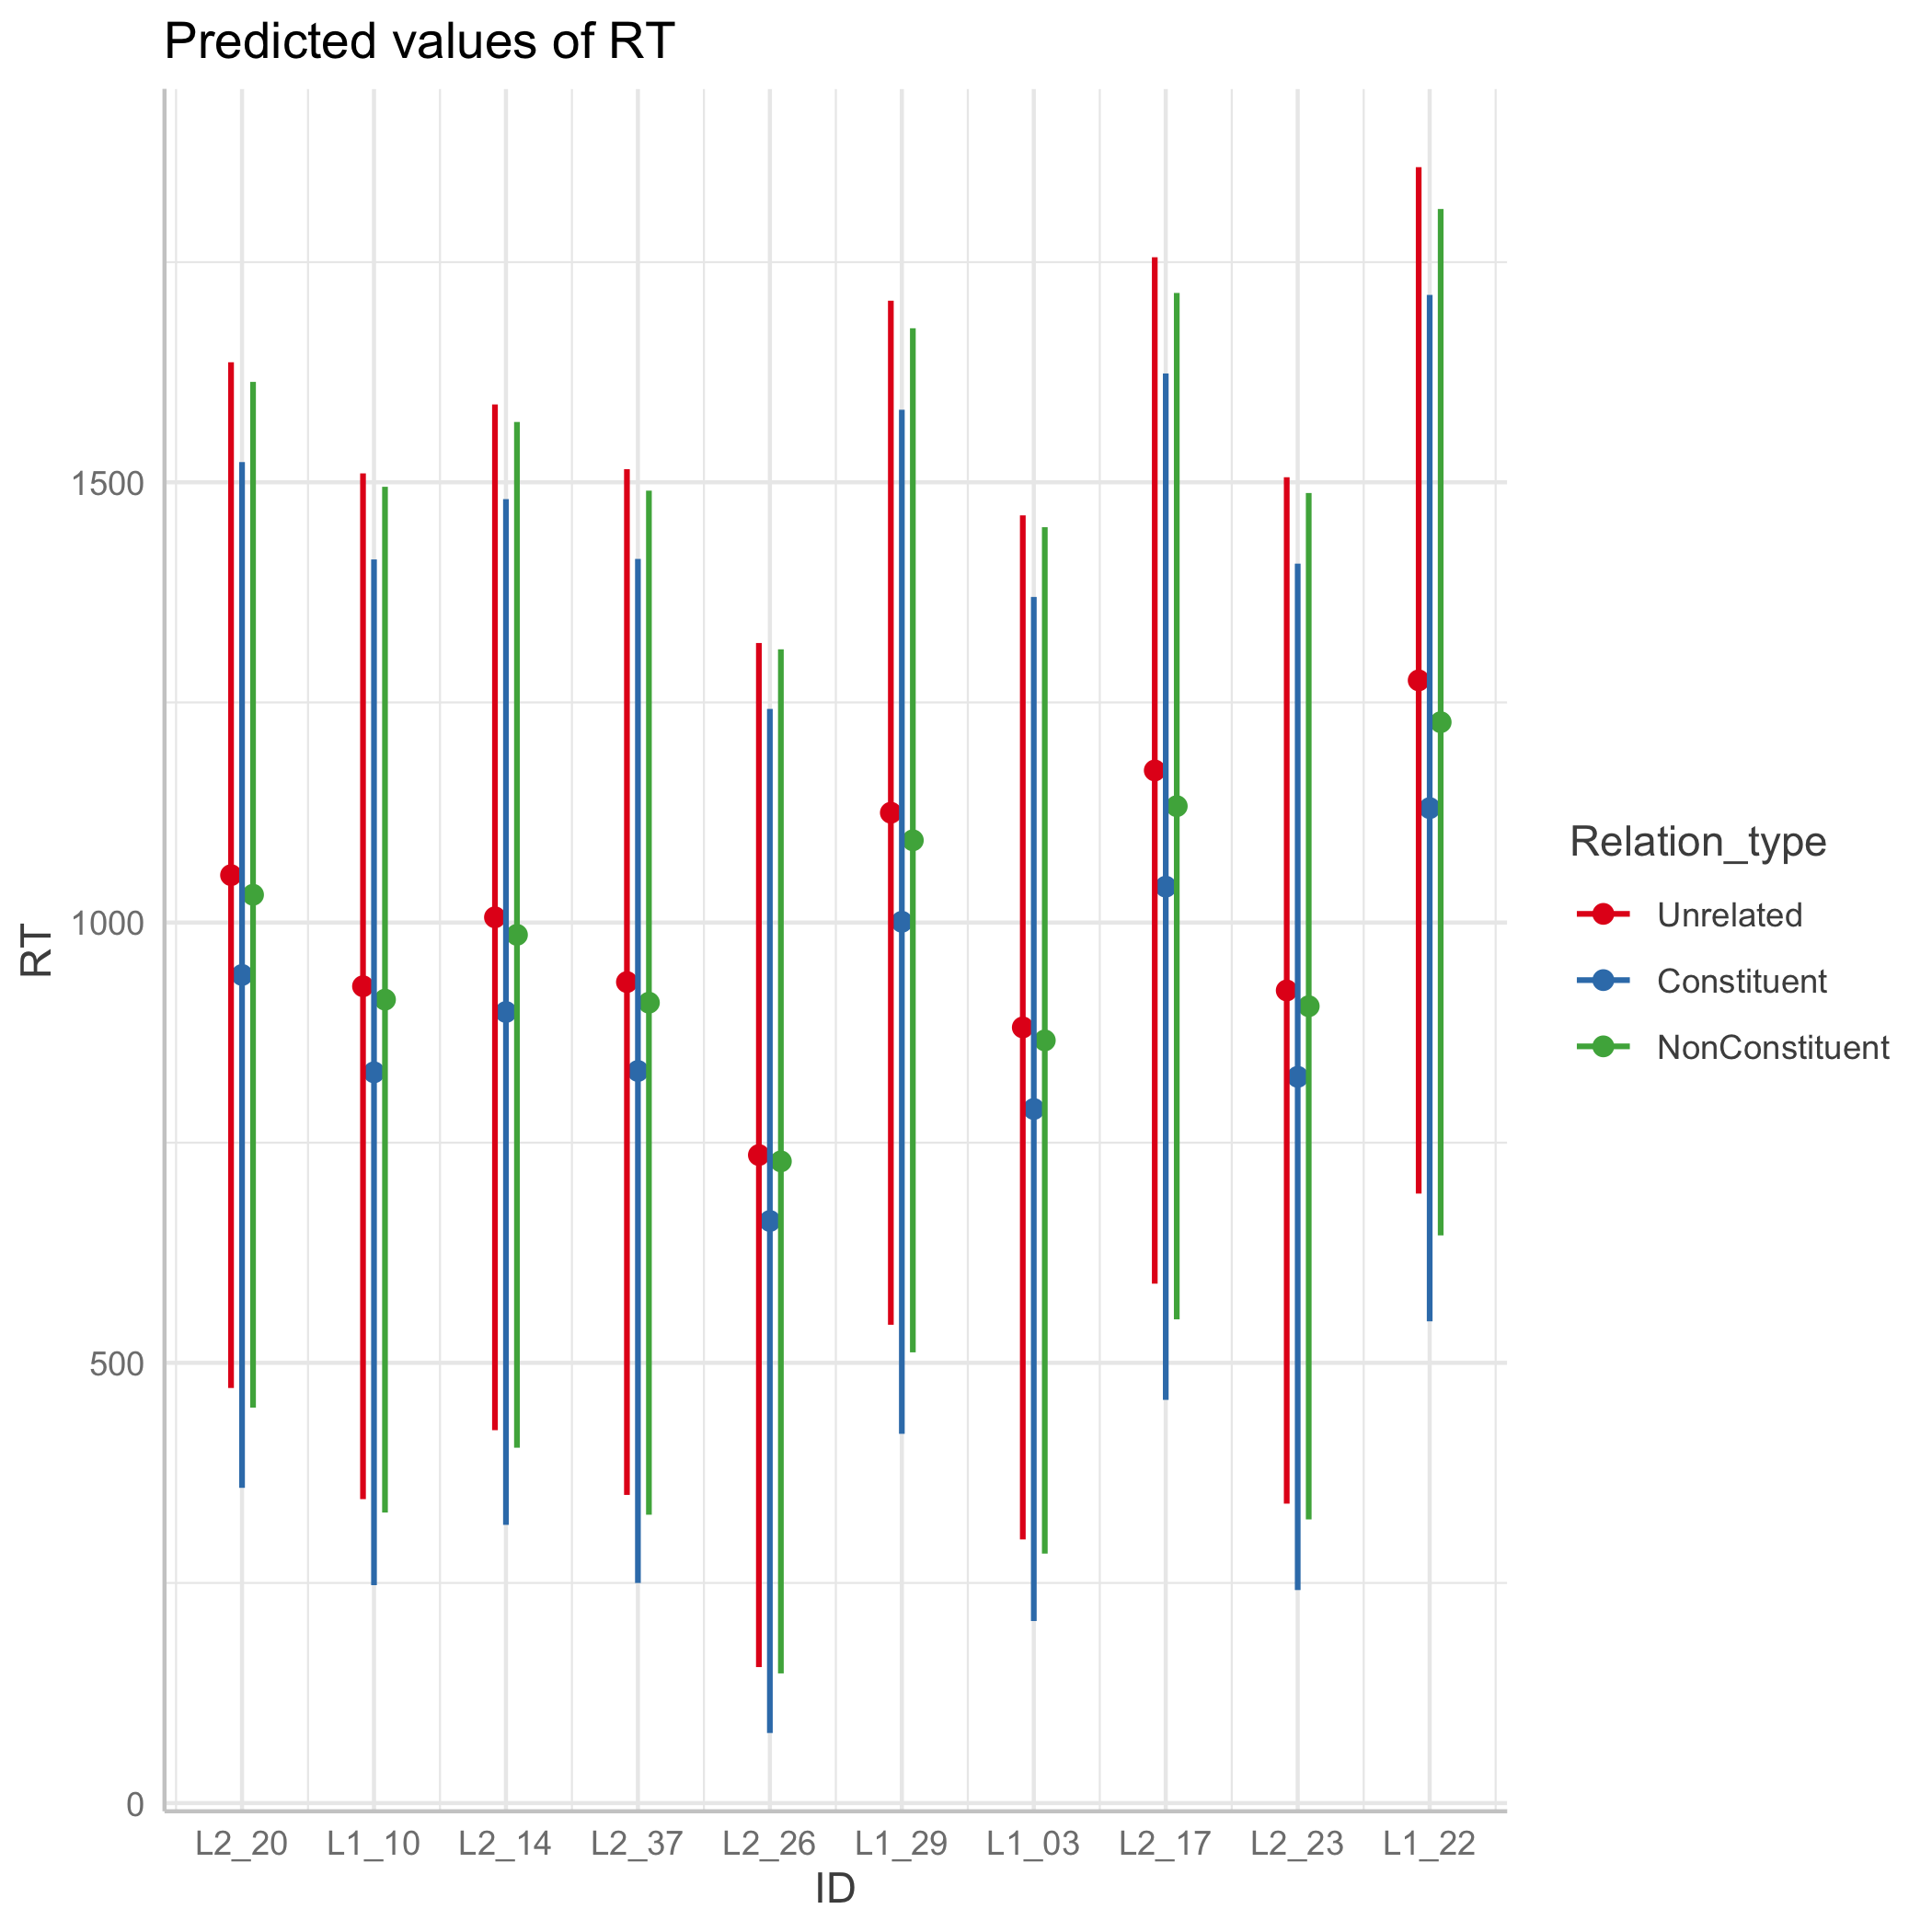 Predicted values of RT
RT
1500
1000
500
0
L2_20 L1_10 L2_14 L2_37 L2_26 L1_29 L1_03 L2_17 L2_23 L1_22
ID
Relation_type
Unrelated
Constituent
NonConstituent